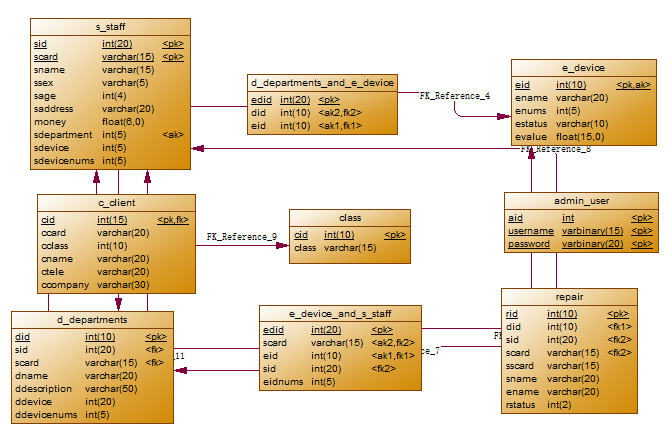 s_staff
sid int(20) <pk>
scard varchar(15) <pk>
sname varchar(15)
ssex varchar(5)
sage int(4)
saddress varchar(20)
money float(6,0)
sdepartment int(5) <ak>
sdevice int(5)
sdevicenums int(5)
d_departments_and_e_device
edid int(20) <pk>
did int(10) <ak2,fk2>
eid int(10) <ak1,fk1>
FK_Reference_4
e_device
eid int(10) <pk,ak>
ename varchar(20)
enums int(5)
estatus varchar(10)
evalue float(15,0)
FK_Reference_8
c_client
cid int(15) <pk,fk>
ccard varchar(20)
cclass int(10)
cname varchar(20)
ctele varchar(20)
ccompany varchar(30)
FK_Reference_9
class
cid int(10) <pk>
class varchar(15)
admin_user
aid int <pk>
username varbinary(15) <pk>
password varbinary(20) <pk>
d_departments
did int(10) <pk>
sid int(20) <fk>
scard varchar(15) <fk>
dname varchar(20)
ddescription varchar(50)
ddevice int(20)
ddevicenums int(5)
_11
e_device_and_s_staff
edid int(20) <pk>
scard varchar(15) <ak2,fk2>
eid int(10) <ak1,fk1>
sid int(20) <fk2>
eidnums int(5)
ce_7
repair
rid int(10) <pk>
did int(10) <fk1>
sid int(20) <fk2>
scard varchar(15) <fk2>
sscard varchar(15)
sname varchar(20)
ename varchar(20)
rstatus int(2)